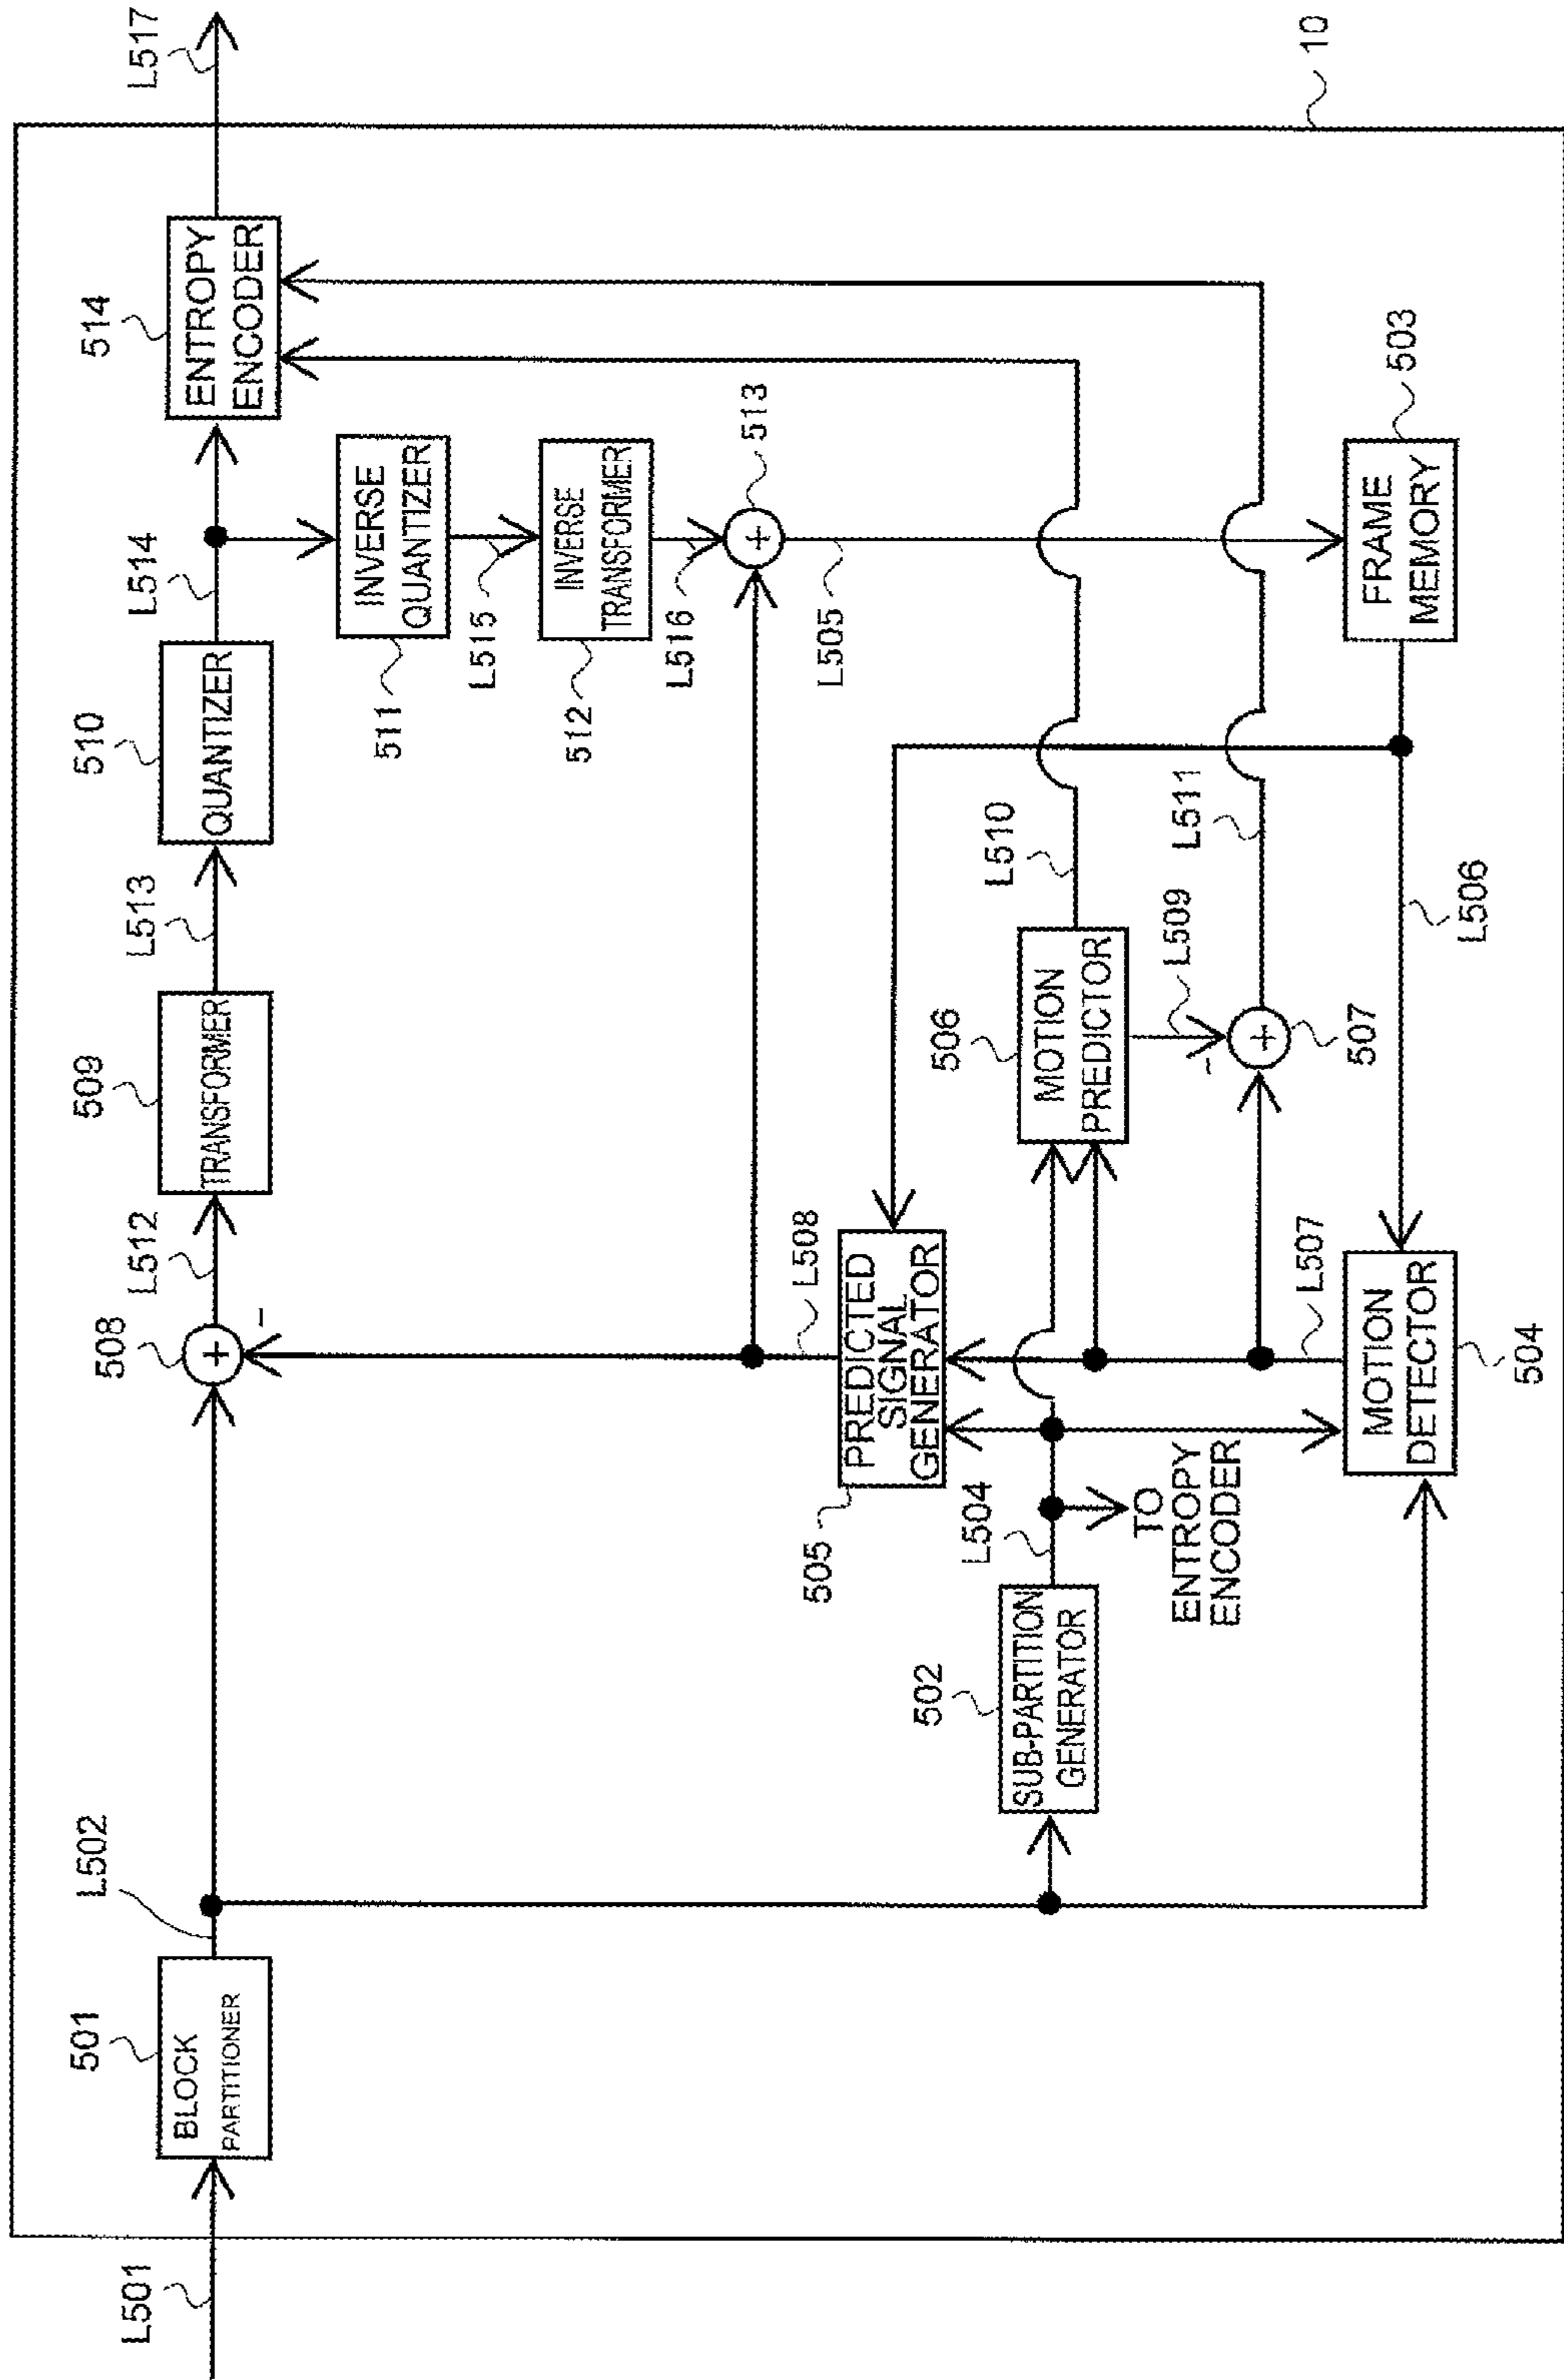 L501
501
BLOCK
PARTITIONER
L502
508
+
-
L512
509
TRANSFORMER
L513
510
QUANTIZER
L514
514
ENTROPY
ENCODER
L517
10
511
INVERSE
QUANTIZER
L515
512
INVERSE
TRANSFORMER
L516
513
+
L505
L508
505
PREDICTED
SIGNAL
GENERATOR
502
SUB-PARTITION
GENERATOR
L504
TO
ENTROPY
ENCODER
506
MOTION
PREDICTOR
L510
L509
-
+
507
L511
503
FRAME
MEMORY
L506
L507
MOTION
DETECTOR
504